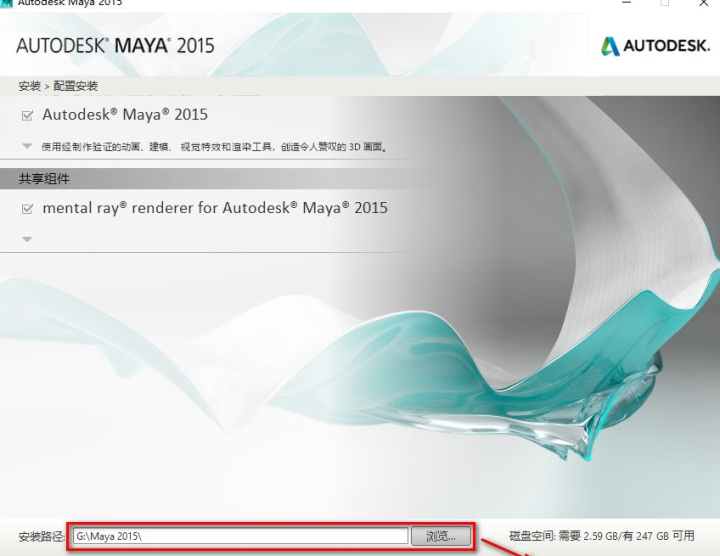 Autodesk Maya 2015
AUTODESK® MAYA® 2015
AUTODESK.
安装 > 配置安装
Autodesk® Maya® 2015
使用经制作验证的动画、建模、视觉特效和渲染工具，创造令人赞叹的 3D 画面。
共享组件
mental ray® renderer for Autodesk® Maya® 2015
安装路径: G:\Maya 2015\ 浏览... 磁盘空间: 需要 2.59 GB/有 247 GB 可用